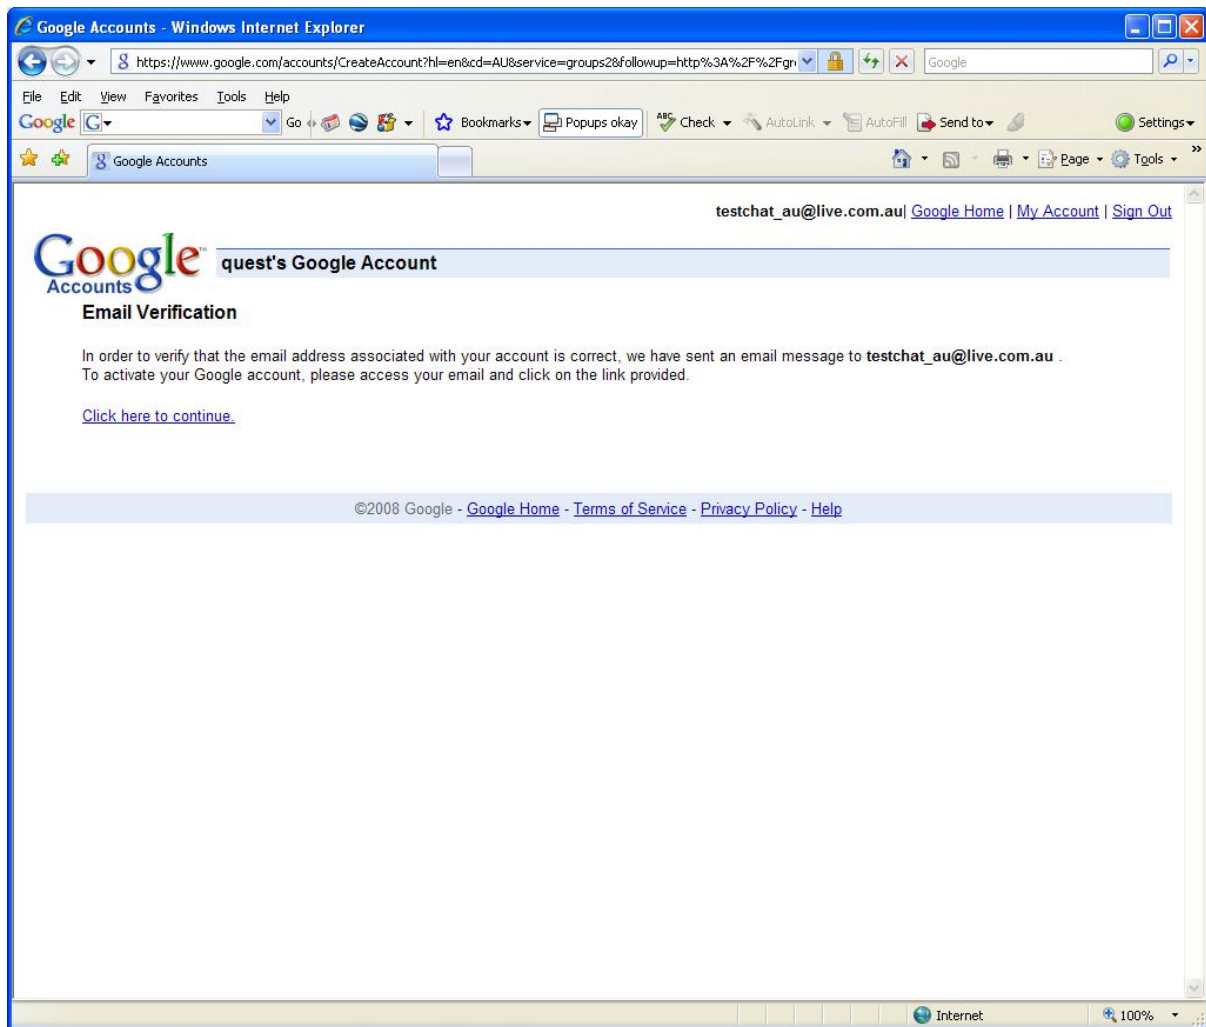 Google Accounts - Windows Internet Explorer
https://www.google.com/accounts/CreateAccount?hl=en&cd=AU&service=groups2&followup=http%3A%2F%2Fgr
Google
File Edit View Favorites Tools Help
Google G Go Bookmarks Popups okay ABC Check AutoLink AutoFill Send to Settings
Google Accounts Page Tools »
testchat_au@live.com.au| Google Home | My Account | Sign Out
Google™ Accounts
quest's Google Account
Email Verification
In order to verify that the email address associated with your account is correct, we have sent an email message to testchat_au@live.com.au .
To activate your Google account, please access your email and click on the link provided.
Click here to continue.
©2008 Google - Google Home - Terms of Service - Privacy Policy - Help
Internet 100%